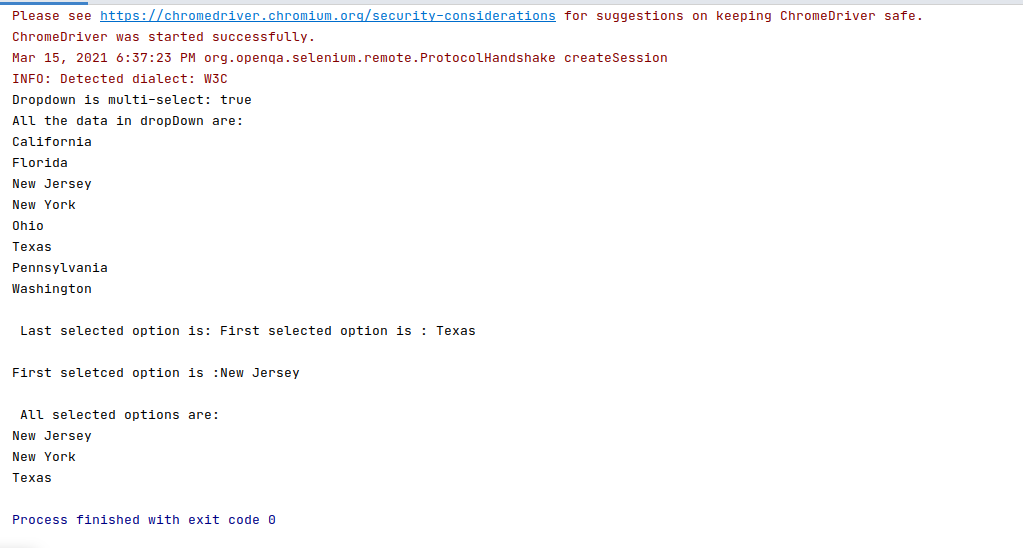 Please see https://chromedriver.chromium.org/security-considerations for suggestions on keeping ChromeDriver safe.
ChromeDriver was started successfully.
Mar 15, 2021 6:37:23 PM org.openqa.selenium.remote.ProtocolHandshake createSession
INFO: Detected dialect: W3C
Dropdown is multi-select: true
All the data in dropDown are:
California
Florida
New Jersey
New York
Ohio
Texas
Pennsylvania
Washington
Last selected option is: First selected option is : Texas
First seletced option is :New Jersey
All selected options are:
New Jersey
New York
Texas
Process finished with exit code 0